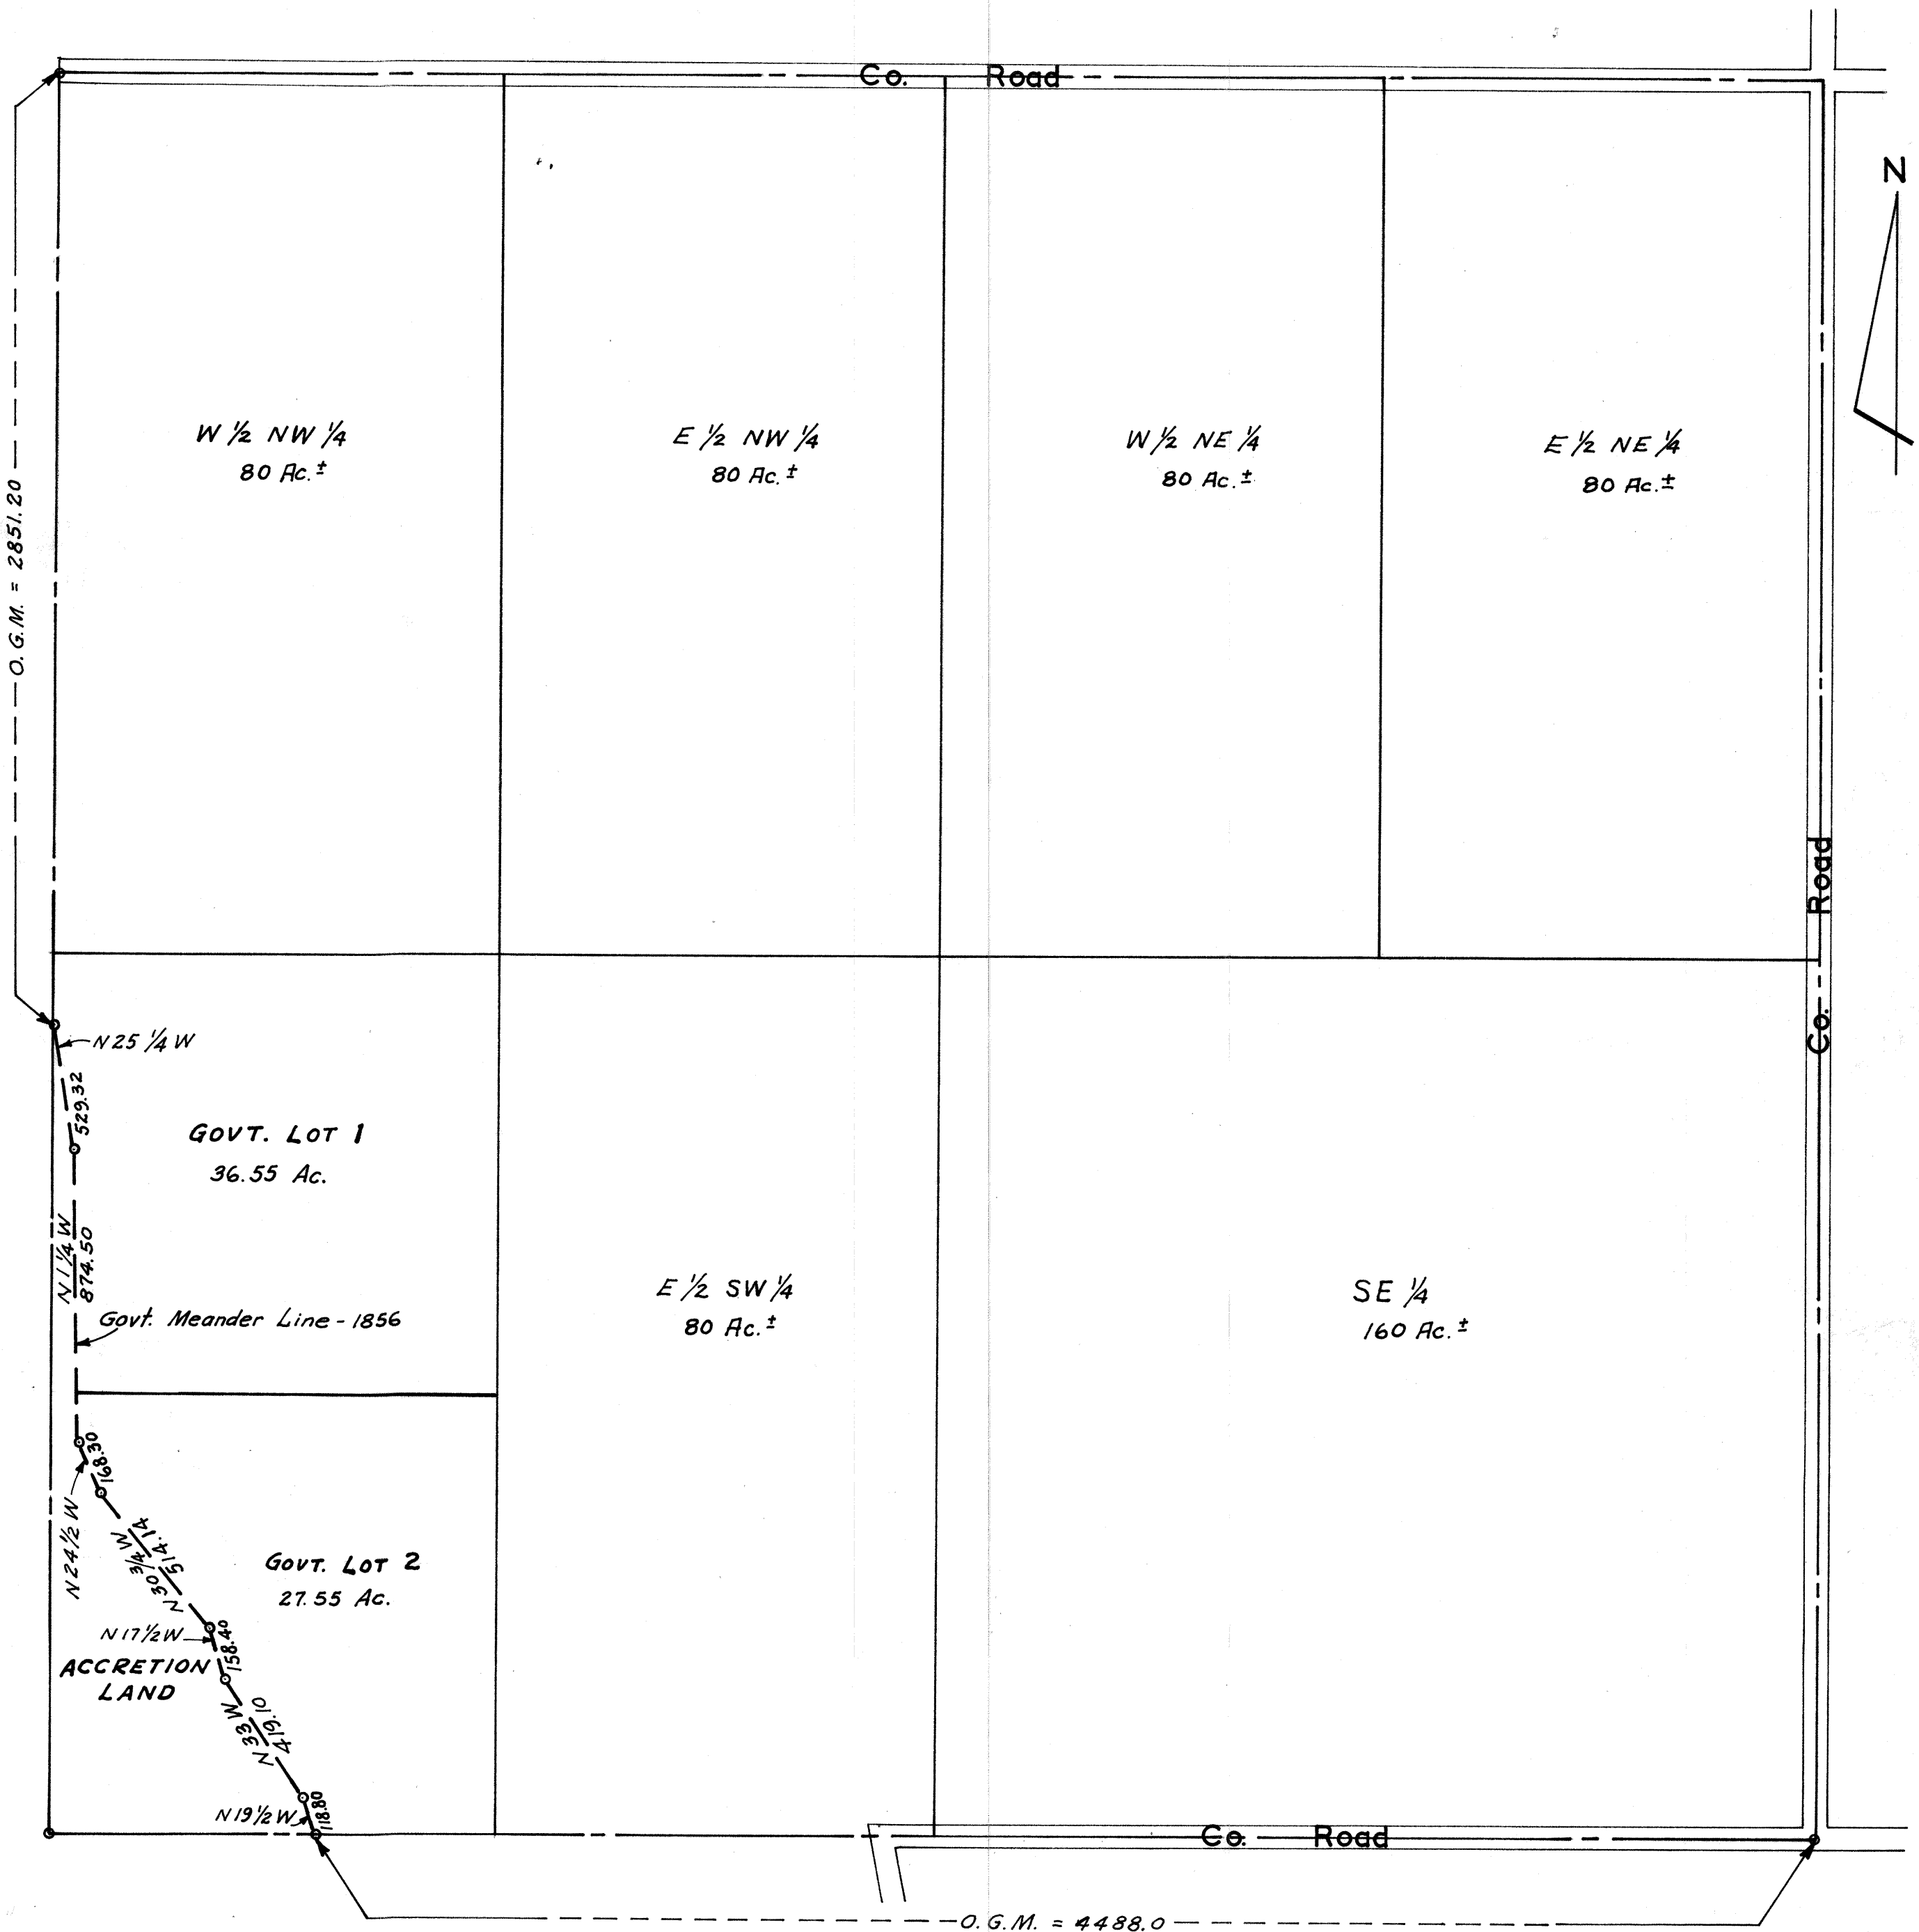 Co. Road
N
W 1/2 NW 1/4
80 Ac.±
E 1/2 NW 1/4
80 Ac.±
W 1/2 NE 1/4
80 Ac.±
E 1/2 NE 1/4
80 Ac.±
O.G.M. = 2851.20
Co. Road
N 25 1/4 W
529.32
GOVT. LOT 1
36.55 Ac.
N 1 1/4 W
874.50
Govt. Meander Line - 1856
E 1/2 SW 1/4
80 Ac.±
SE 1/4
160 Ac.±
168.30
N 24 1/2 W
N 30 3/4 W
514.14
GOVT. LOT 2
27.55 Ac.
N 17 1/2 W
158.40
ACCRETION
LAND
N 33 W
419.10
N 19 1/2 W
118.80
Co. Road
O.G.M. = 4488.0